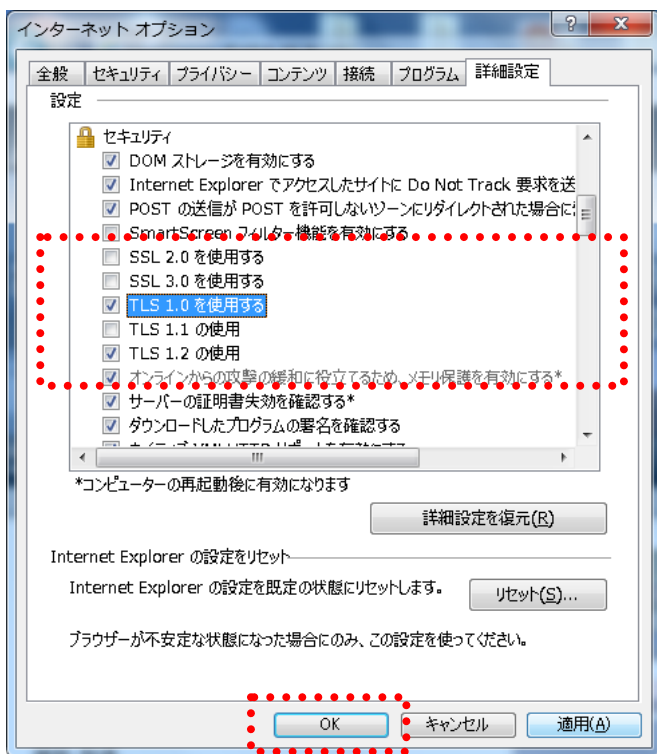 インターネット オプション
全般 セキュリティ プライバシー コンテンツ 接続 プログラム 詳細設定
設定
セキュリティ
DOM ストレージを有効にする
Internet Explorer でアクセスしたサイトに Do Not Track 要求を送
POST の送信が POST を許可しないゾーンにリダイレクトされた場合に
SmartScreen フィルター機能を有効にする
SSL 2.0 を使用する
SSL 3.0 を使用する
TLS 1.0 を使用する
TLS 1.1 の使用
TLS 1.2 の使用
オンラインからの攻撃の緩和に役立てるため、メモリ保護を有効にする*
サーバーの証明書失効を確認する*
ダウンロードしたプログラムの署名を確認する
*コンピューターの再起動後に有効になります
詳細設定を復元(R)
Internet Explorer の設定をリセット
Internet Explorer の設定を既定の状態にリセットします。
リセット(S)...
ブラウザーが不安定な状態になった場合にのみ、この設定を使ってください。
OK キャンセル 適用(A)